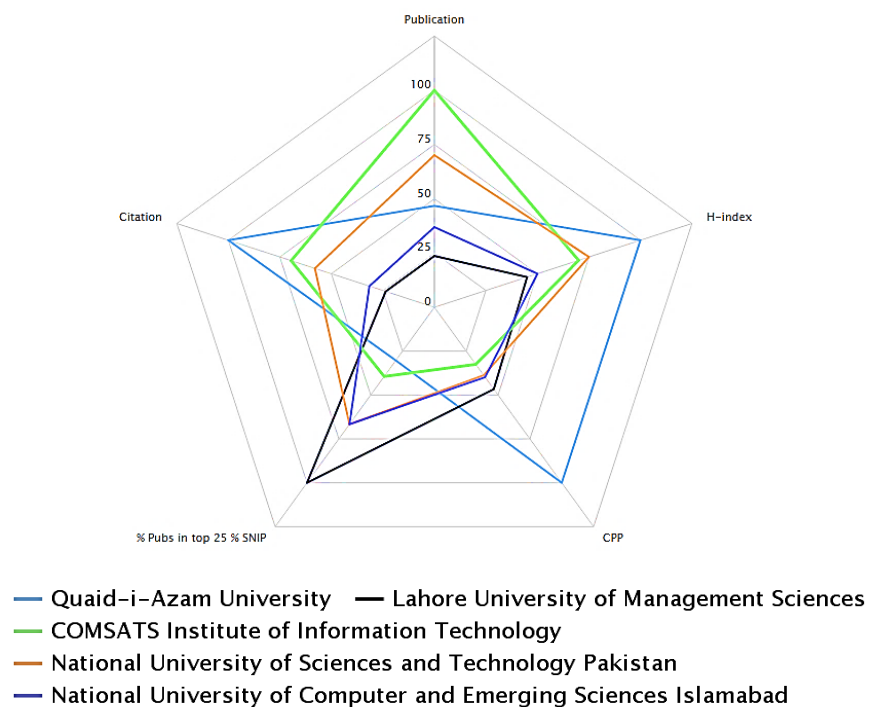 Publication
100
75
50
25
0
Citation
H-index
% Pubs in top 25 % SNIP
CPP
Quaid-i-Azam University Lahore University of Management Sciences
COMSATS Institute of Information Technology
National University of Sciences and Technology Pakistan
National University of Computer and Emerging Sciences Islamabad